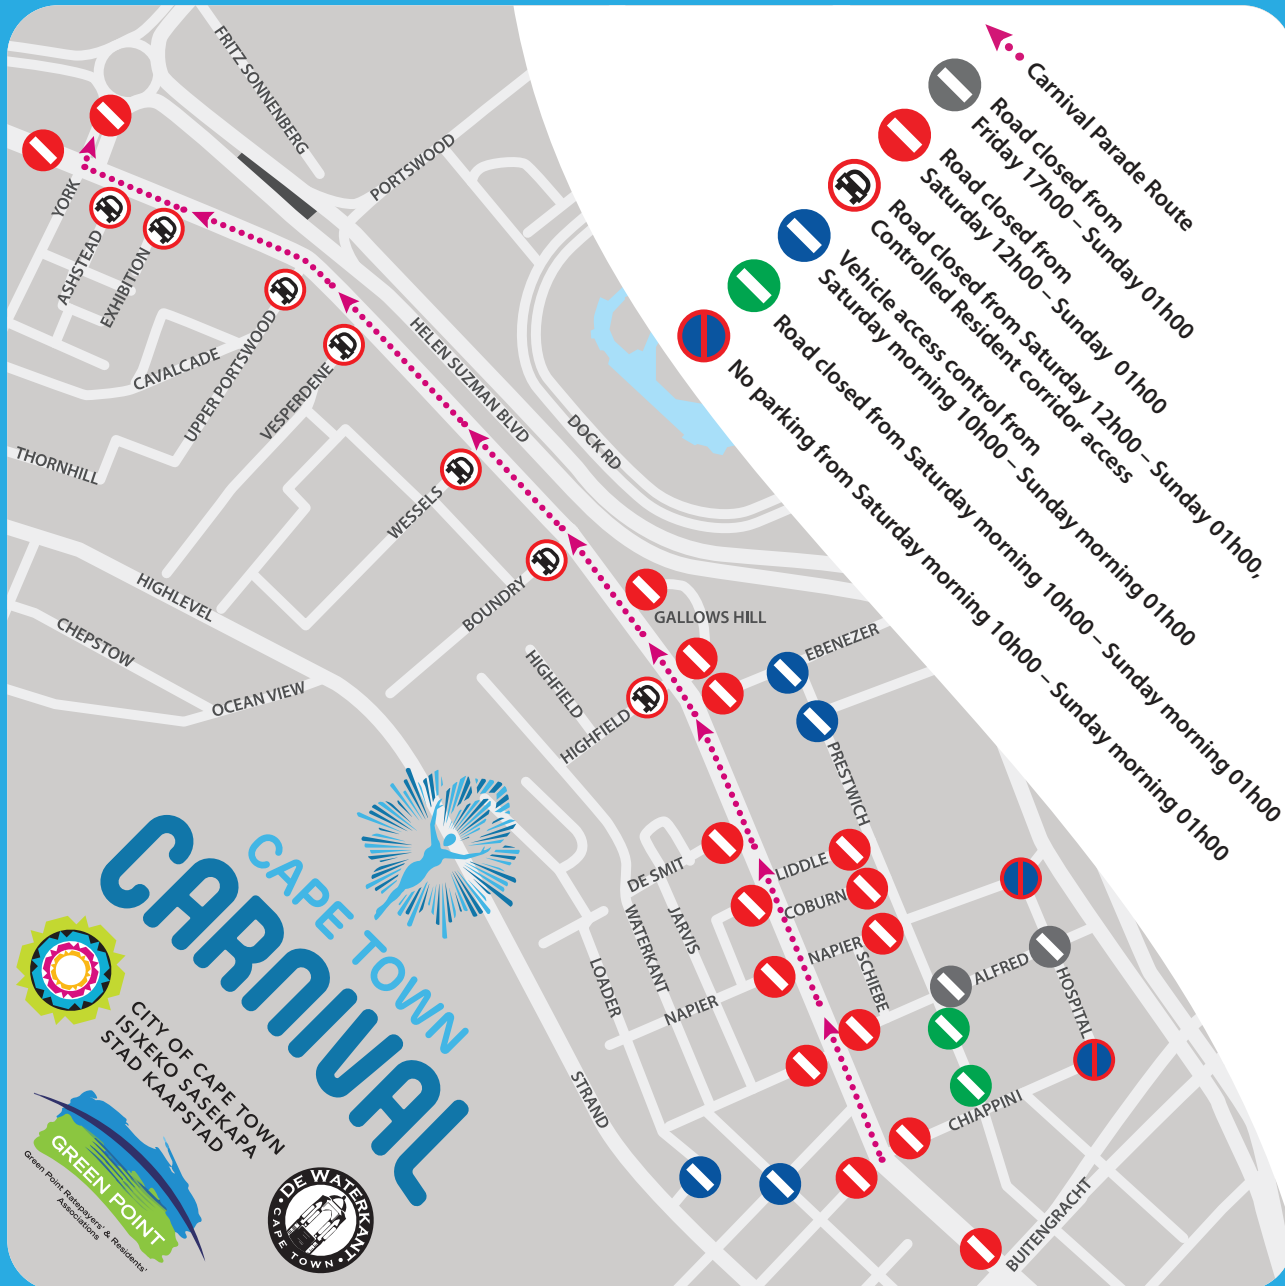 Carnival Parade Route
Road closed from
Friday 17h00 – Sunday 01h00
Road closed from
Saturday 12h00 – Sunday 01h00
Road closed from Saturday 12h00 – Sunday 01h00,
Controlled Resident corridor access
Vehicle access control from
Saturday morning 10h00 – Sunday morning 01h00
Road closed from Saturday morning 10h00 – Sunday morning 01h00
No parking from Saturday morning 10h00 – Sunday morning 01h00
FRITZ SONNENBERG
PORTSWOOD
YORK
ASHSTEAD
EXHIBITION
CAVALCADE
UPPER PORTSWOOD
VESPERDENE
HELEN SUZMAN BLVD
DOCK RD
THORNHILL
WESSELS
HIGHLEVEL
BOUNDRY
CHEPSTOW
OCEAN VIEW
GALLOWS HILL
EBENEZER
HIGHFIELD
HIGHFIELD
PRESTWICH
DE SMIT
LIDDLE
COBURN
WATERKANT
JARVIS
NAPIER
SCHIEBE
LOADER
NAPIER
ALFRED
HOSPITAL
STRAND
CHIAPPINI
BUITENGRACHT
CAPE TOWN
CARNIVAL
CITY OF CAPE TOWN
ISIXEKO SASEKAPA
STAD KAAPSTAD
GREEN POINT
Green Point Ratepayers' & Residents'
Associations
DE WATERKANT
• CAPE TOWN •